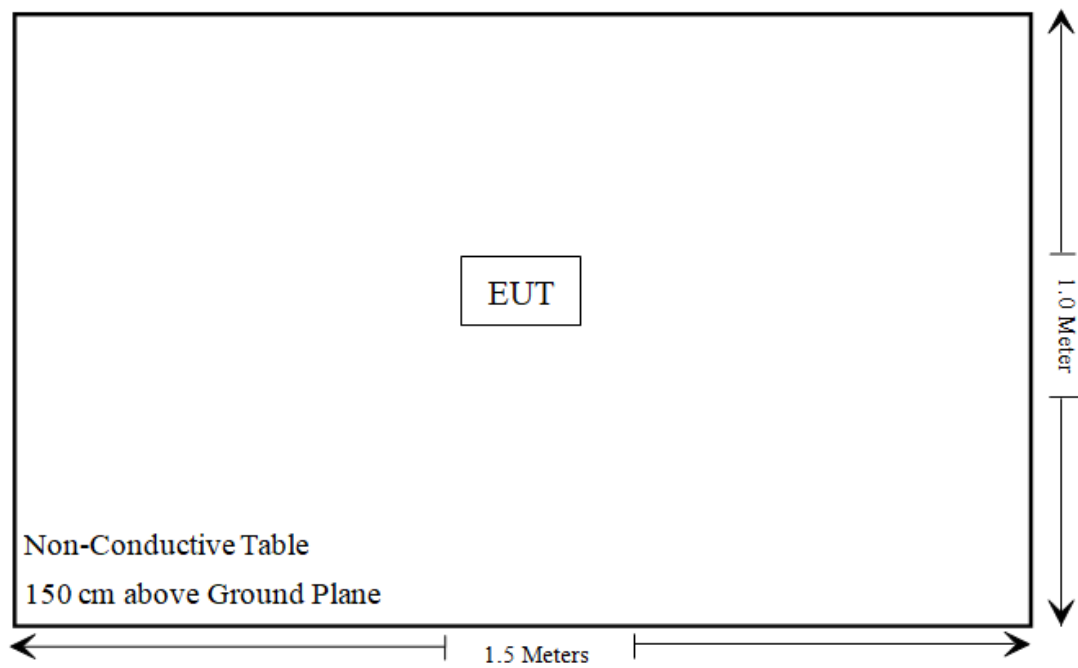 EUT
1.0 Meter
Non-Conductive Table
150 cm above Ground Plane
1.5 Meters